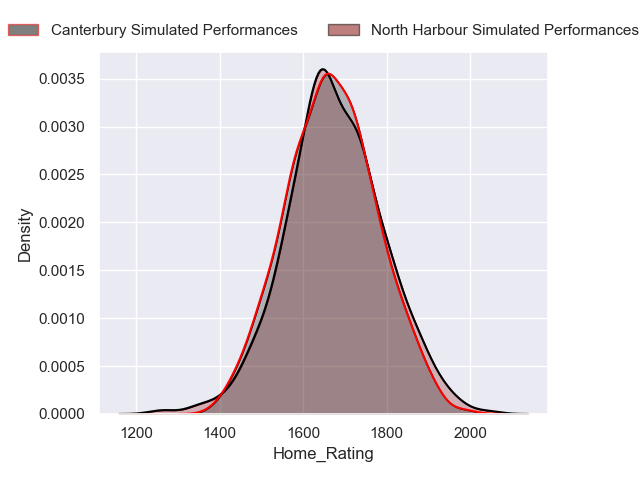 Canterbury Simulated Performances
North Harbour Simulated Performances
0.0035
0.0030
0.0025
0.0020
0.0015
0.0010
0.0005
0.0000
Density
1200 1400 1600 1800 2000
Home_Rating